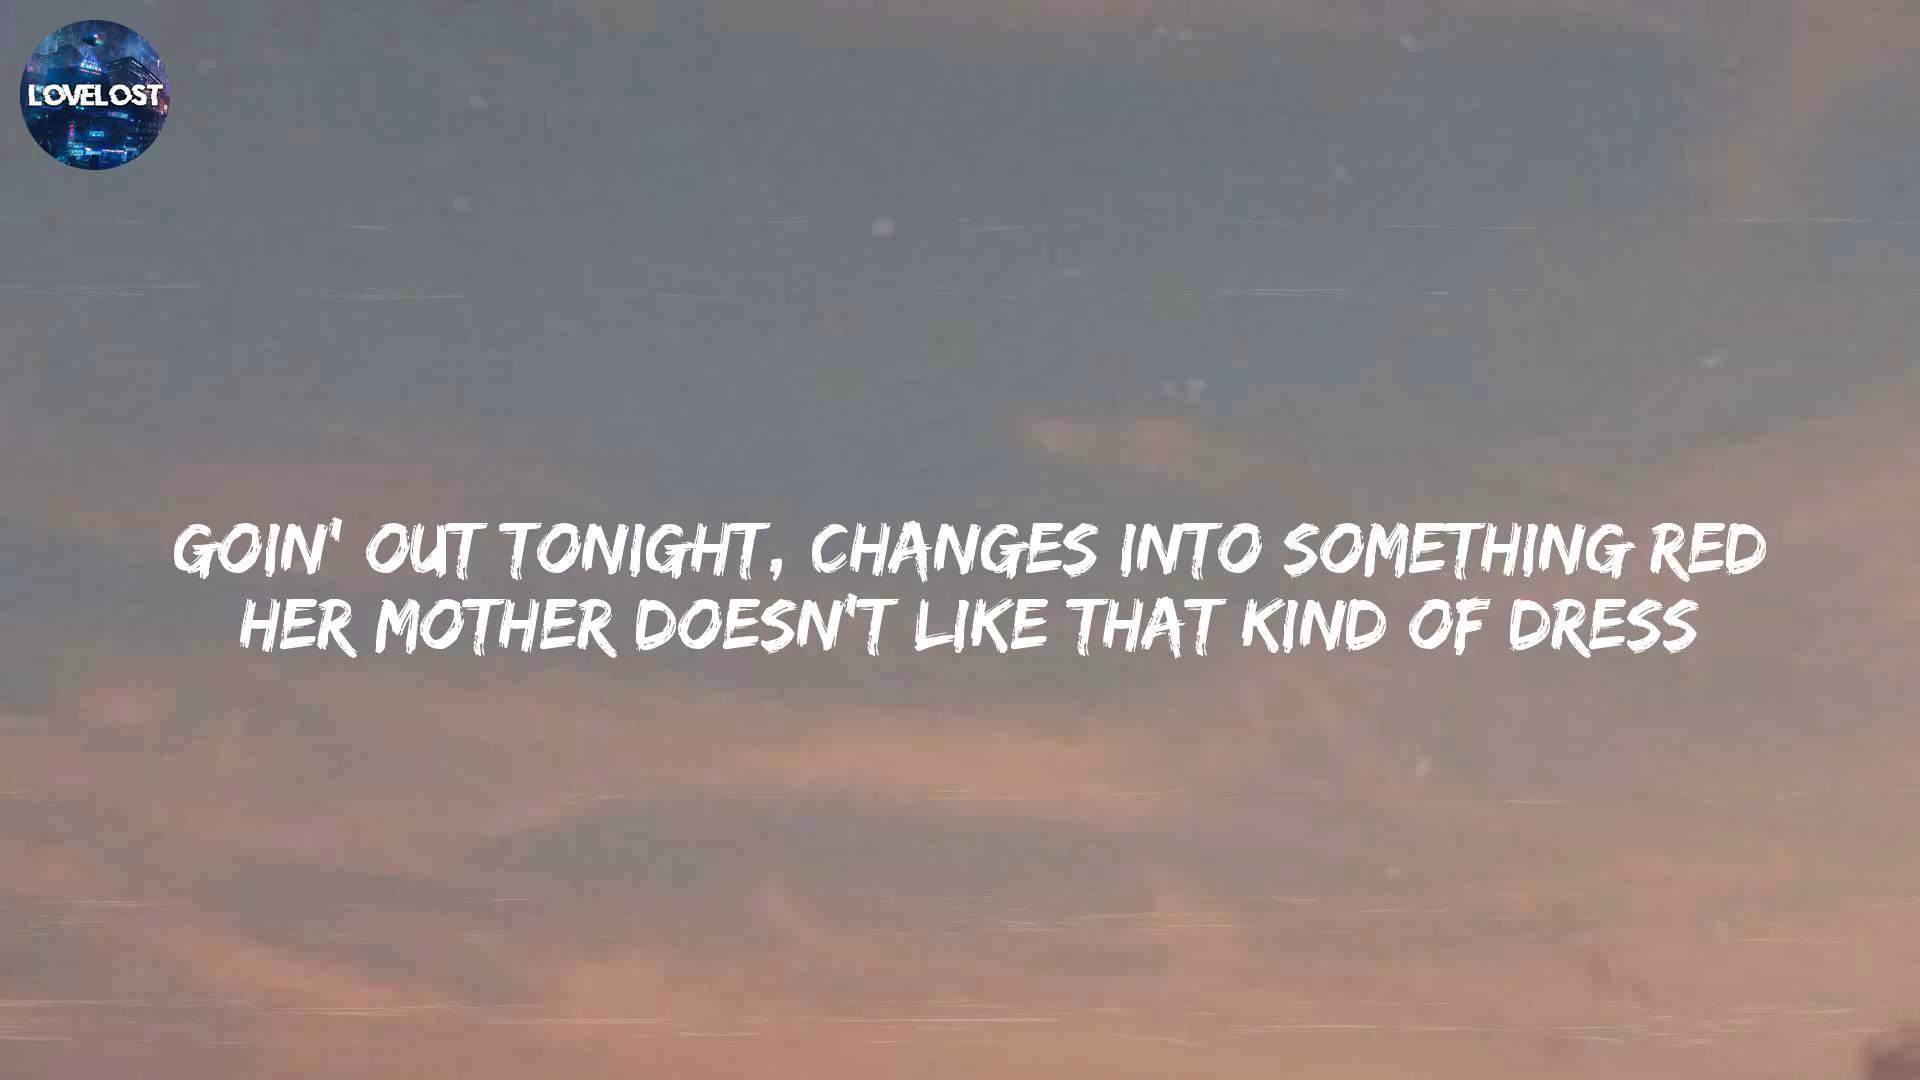 LOVELOST
GOIN' OUT TONIGHT, CHANGES INTO SOMETHING RED
HER MOTHER DOESN'T LIKE THAT KIND OF DRESS